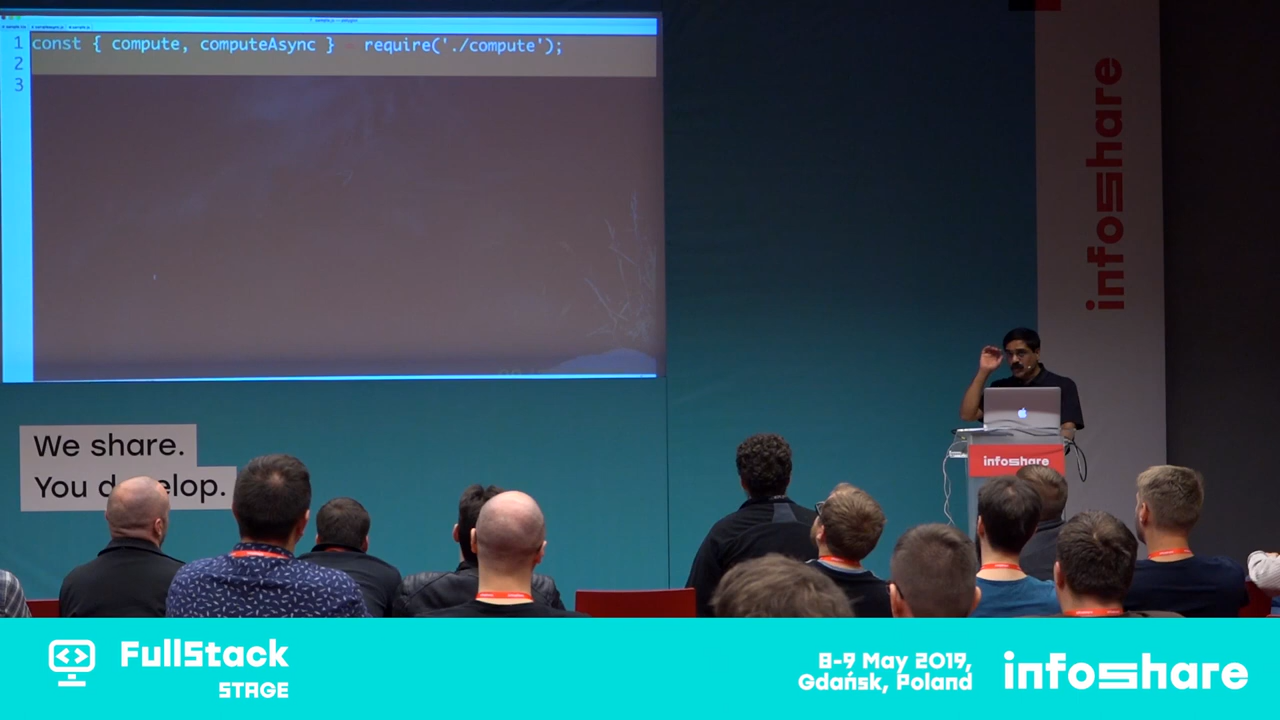 1 const { compute, computeAsync } = require('./compute');
2
3
infoshare
We share.
You develop.
infoshare
FullStack
STAGE
8-9 May 2019,
Gdańsk, Poland
infoshare